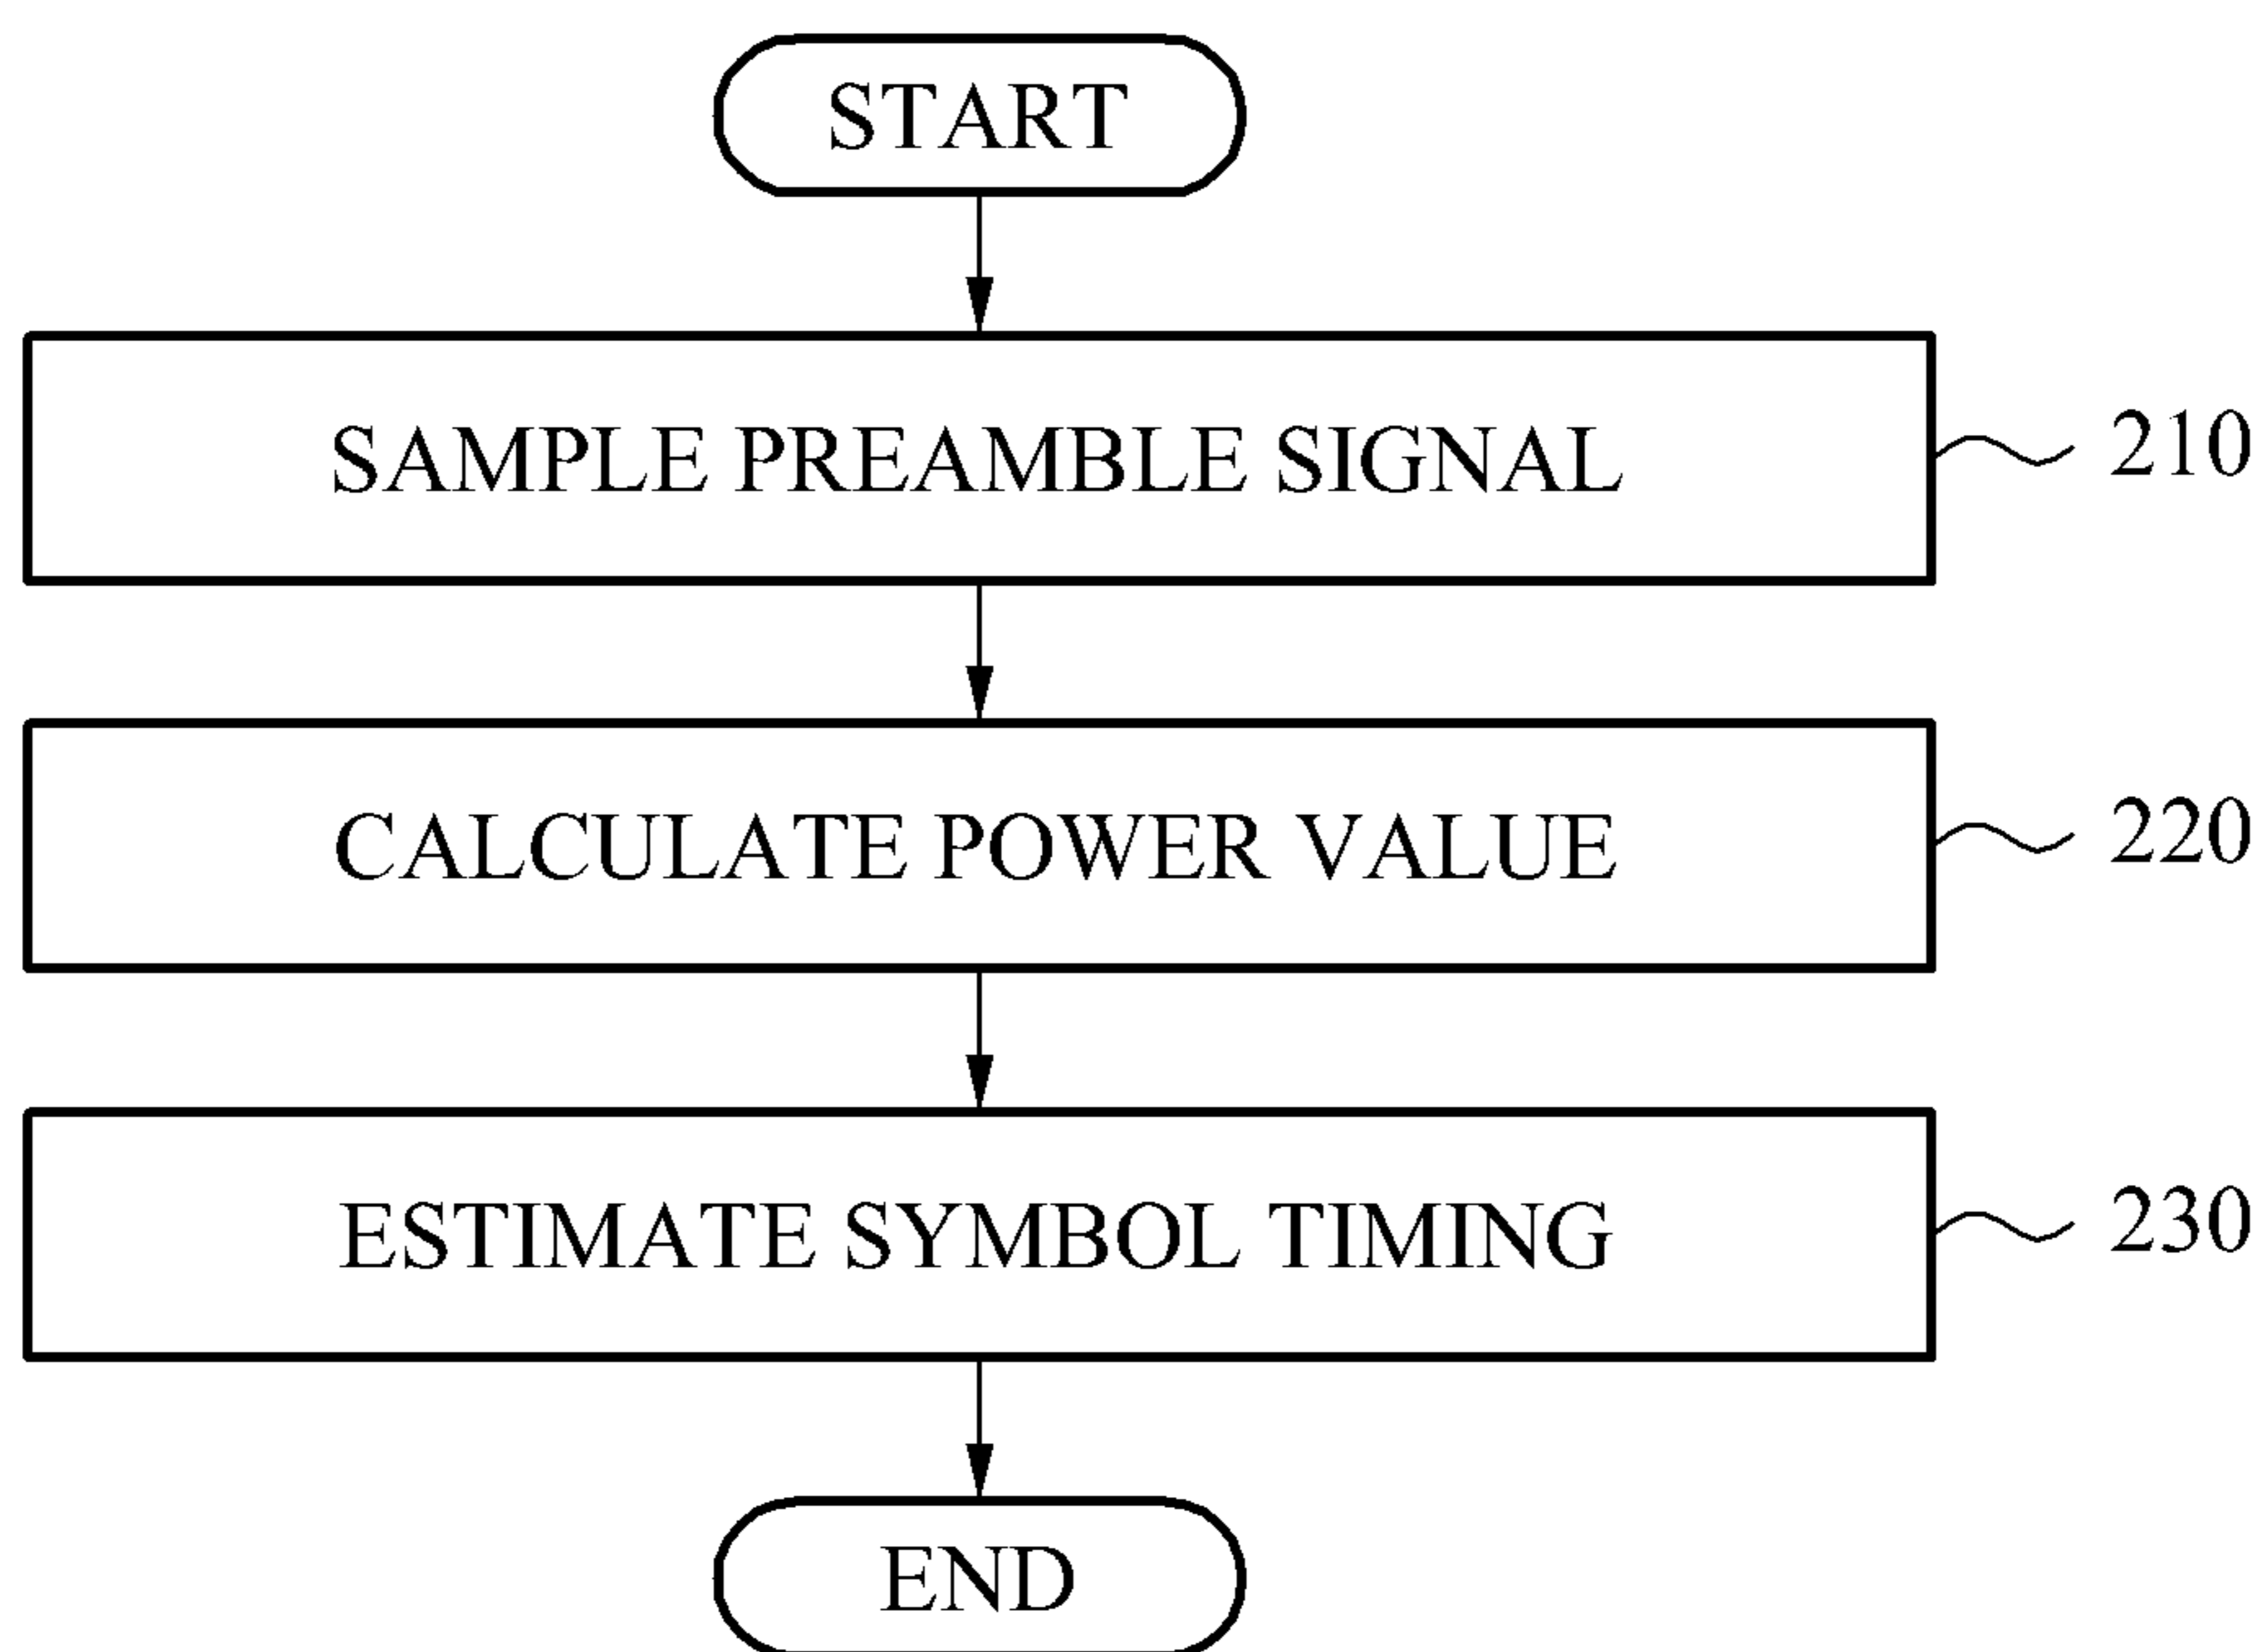 START
SAMPLE PREAMBLE SIGNAL 210
CALCULATE POWER VALUE 220
ESTIMATE SYMBOL TIMING 230
END